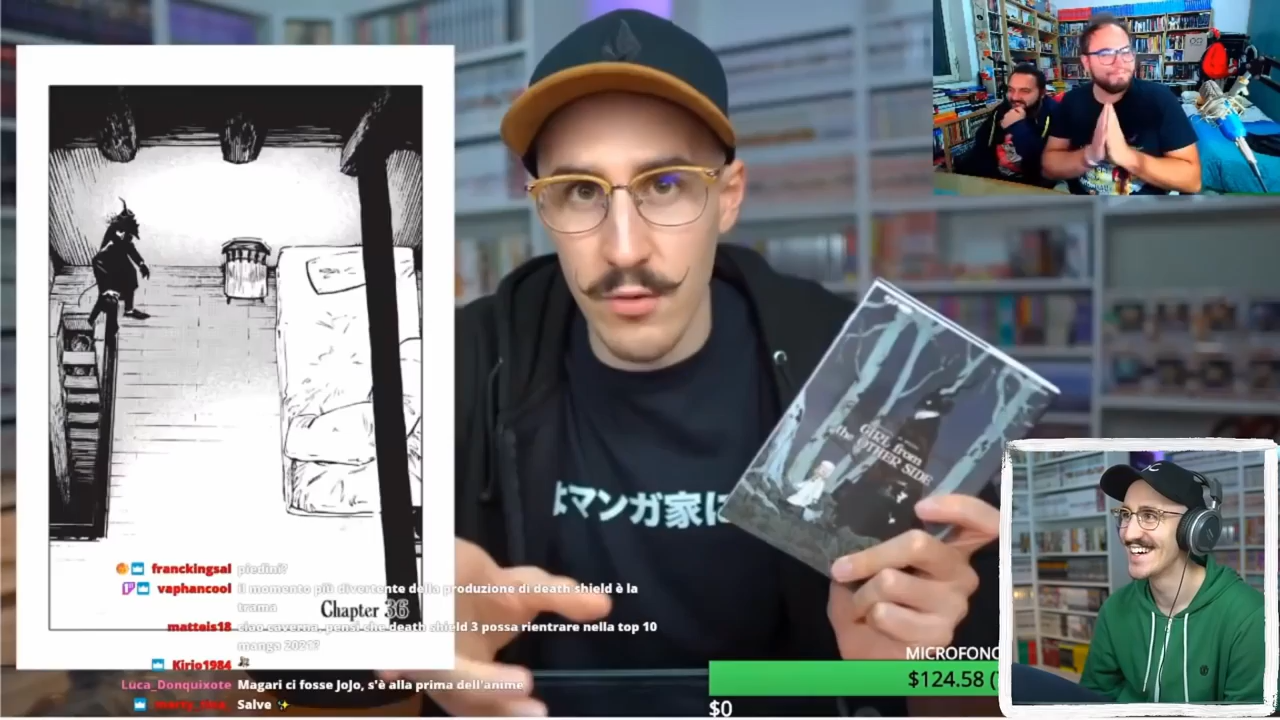 GIRL from
the OTHER SIDE
マンガ家に
Chapter 36
franckingsal piedini?
vaphancool il momento più divertente della produzione di death shield è la
trama
matteis18 ciao caverna, pensi che death shield 3 possa rientrare nella top 10
manga 2021?
Kirio1984
Luca_Donquixote Magari ci fosse JoJo, s'è alla prima dell'anime
Salve
MICROFONO
$124.58
$0